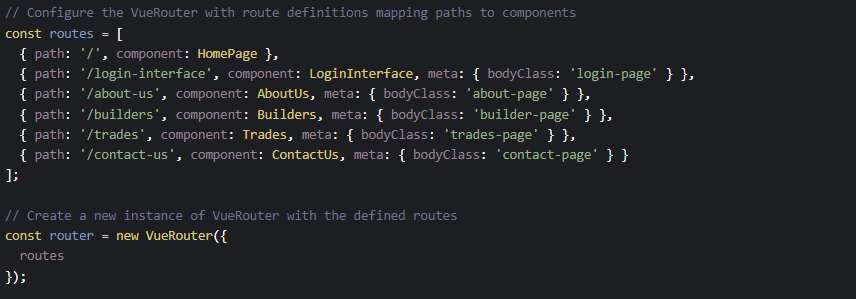 // Configure the VueRouter with route definitions mapping paths to components
const routes = [
  { path: '/', component: HomePage },
  { path: '/login-interface', component: LoginInterface, meta: { bodyClass: 'login-page' } },
  { path: '/about-us', component: AboutUs, meta: { bodyClass: 'about-page' } },
  { path: '/builders', component: Builders, meta: { bodyClass: 'builder-page' } },
  { path: '/trades', component: Trades, meta: { bodyClass: 'trades-page' } },
  { path: '/contact-us', component: ContactUs, meta: { bodyClass: 'contact-page' } }
];
// Create a new instance of VueRouter with the defined routes
const router = new VueRouter({
  routes
});